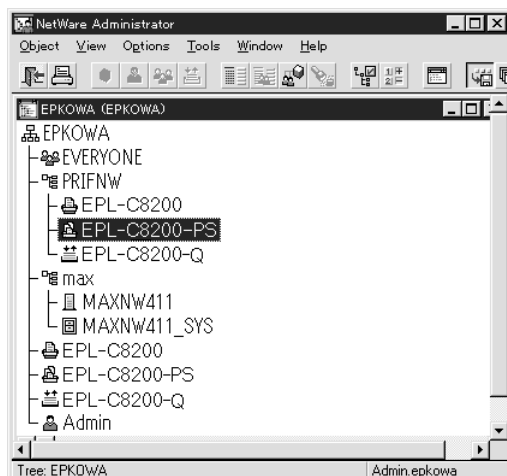 NetWare Administrator
Object View Options Tools Window Help
EPKOWA (EPKOWA)
EPKOWA
EVERYONE
PRIFNW
EPL-C8200
EPL-C8200-PS
EPL-C8200-Q
max
MAXNW411
MAXNW411_SYS
EPL-C8200
EPL-C8200-PS
EPL-C8200-Q
Admin
Tree: EPKOWA Admin.epkowa